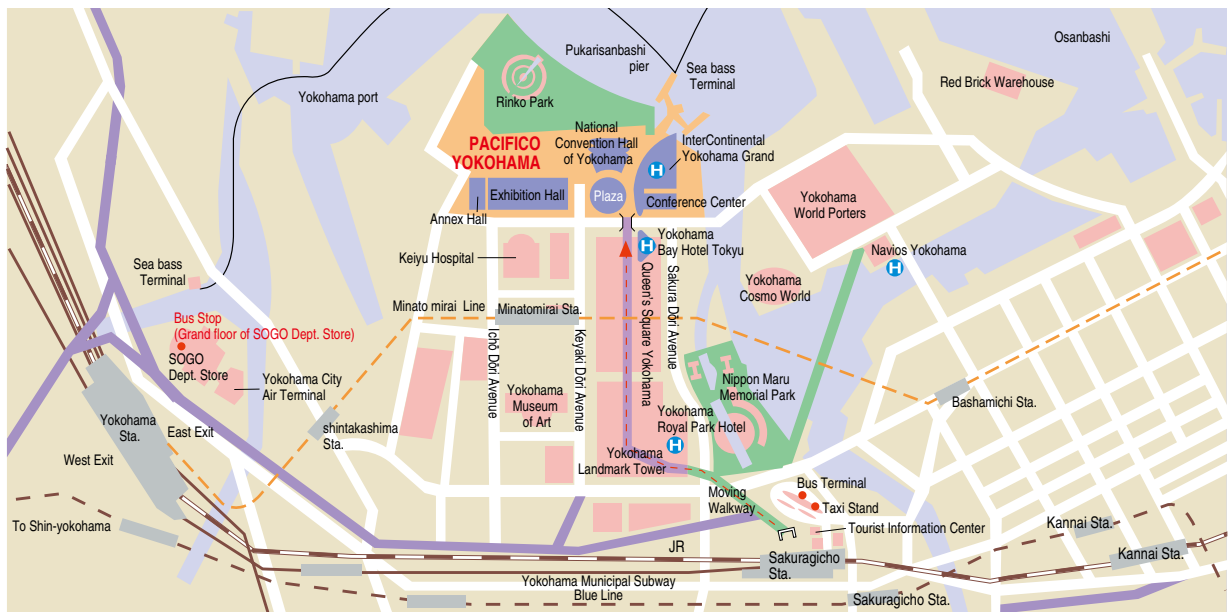 Pukarisanbashi
pier
Osanbashi
Sea bass
Terminal
Red Brick Warehouse
Yokohama port
Rinko Park
National
Convention Hall
of Yokohama
PACIFICO
YOKOHAMA
InterContinental
Yokohama Grand
H
Exhibition Hall
Plaza
Conference Center
Annex Hall
Yokohama
World Porters
Keiyu Hospital
H
Yokohama
Bay Hotel Tokyu
Navios Yokohama
H
Sea bass
Terminal
Yokohama
Cosmo World
Minato mirai Line
Minatomirai Sta.
Bus Stop
(Grand floor of SOGO Dept. Store)
SOGO
Dept. Store
Ichō Dōri Avenue
Keyaki Dōri Avenue
Queen's Square Yokohama
Sakura Dōri Avenue
Yokohama City
Air Terminal
Nippon Maru
Memorial Park
Yokohama
Museum
of Art
Bashamichi Sta.
Yokohama
Sta.
East Exit
West Exit
shintakashima
Sta.
Yokohama
Royal Park Hotel
H
Yokohama
Landmark Tower
Moving
Walkway
Bus Terminal
Taxi Stand
Tourist Information Center
To Shin-yokohama
Kannai Sta.
Kannai Sta.
JR
Sakuragicho
Sta.
Yokohama Municipal Subway
Blue Line
Sakuragicho Sta.